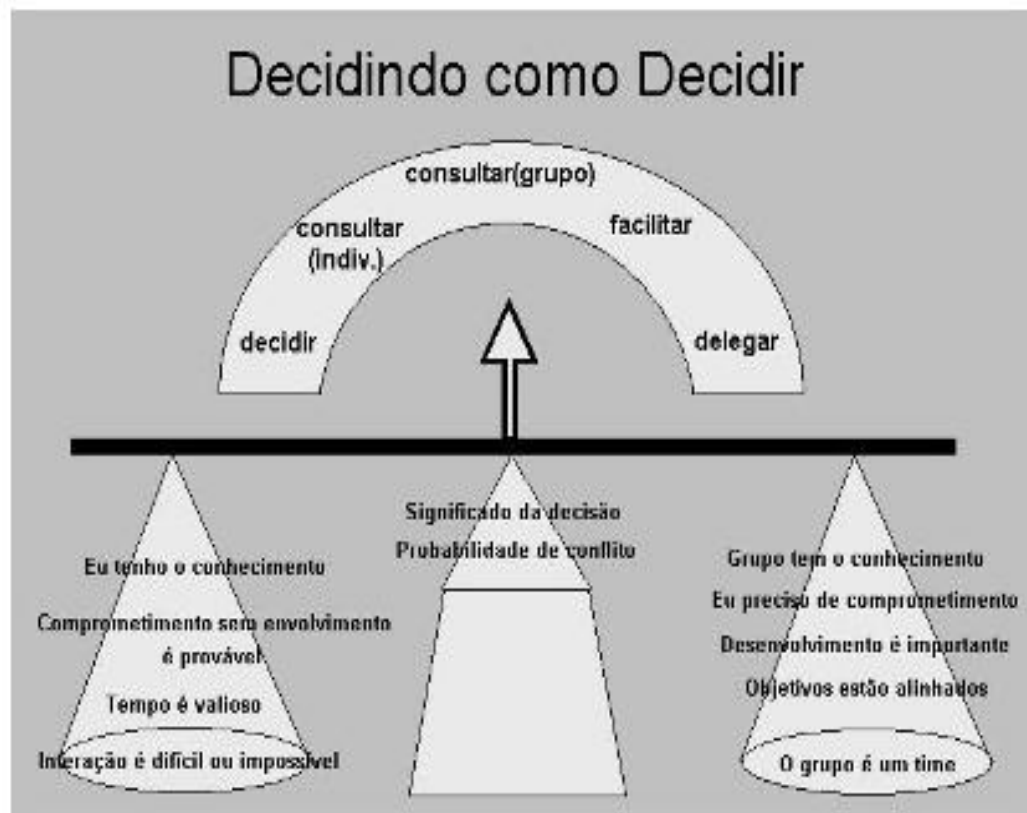 Decidindo como Decidir
consultar(grupo)
consultar
(indiv.)
facilitar
decidir
delegar
Eu tenho o conhecimento
Comprometimento sem envolvimento
é provável
Tempo é valioso
Interação é difícil ou impossível
Significado da decisão
Probabilidade de conflito
Grupo tem o conhecimento
Eu preciso de comprometimento
Desenvolvimento é importante
Objetivos estão alinhados
O grupo é um time